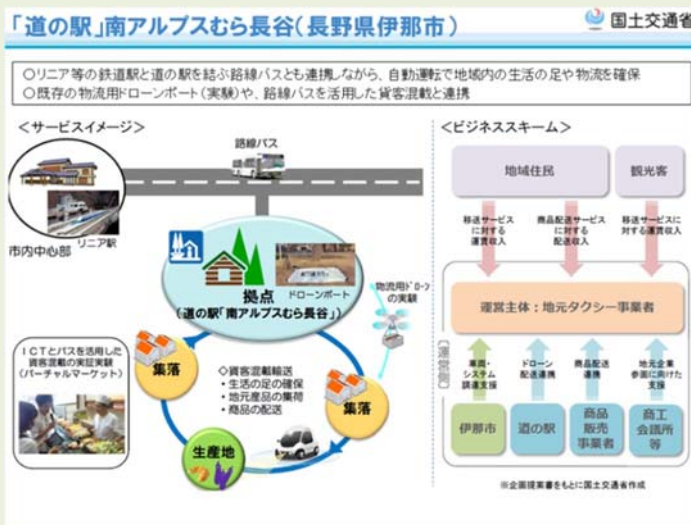 「道の駅」南アルプスむら長谷(長野県伊那市)
国土交通省
○リニア等の鉄道駅と道の駅を結ぶ路線バスとも連携しながら、自動運転で地域内の生活の足や物流を確保
○既存の物流用ドローンポート(実験)や、路線バスを活用した貨客混載と連携
<サービスイメージ>
路線バス
リニア駅
市内中心部
ドローンポート
拠点
(道の駅「南アルプスむら長谷」)
物流用ドローン
の実験
ICTとバスを活用した
貨客混載の実証実験
(バーチャルマーケット)
集落
◇貨客混載輸送
・生活の足の確保
・地元産品の集荷
・商品の配送
集落
生産地
<ビジネススキーム>
地域住民
観光客
移送サービス
に対する
運賃収入
商品配送サービス
に対する
配送収入
移送サービスに
対する運賃収入
運営主体:地元タクシー事業者
車両・
システム
調達支援
ドローン
配送連携
商品配送
連携
地元企業
参画に向けた
支援
伊那市
道の駅
商品
販売
事業者
商工
会議所
等
※企画提案書をもとに国土交通省作成